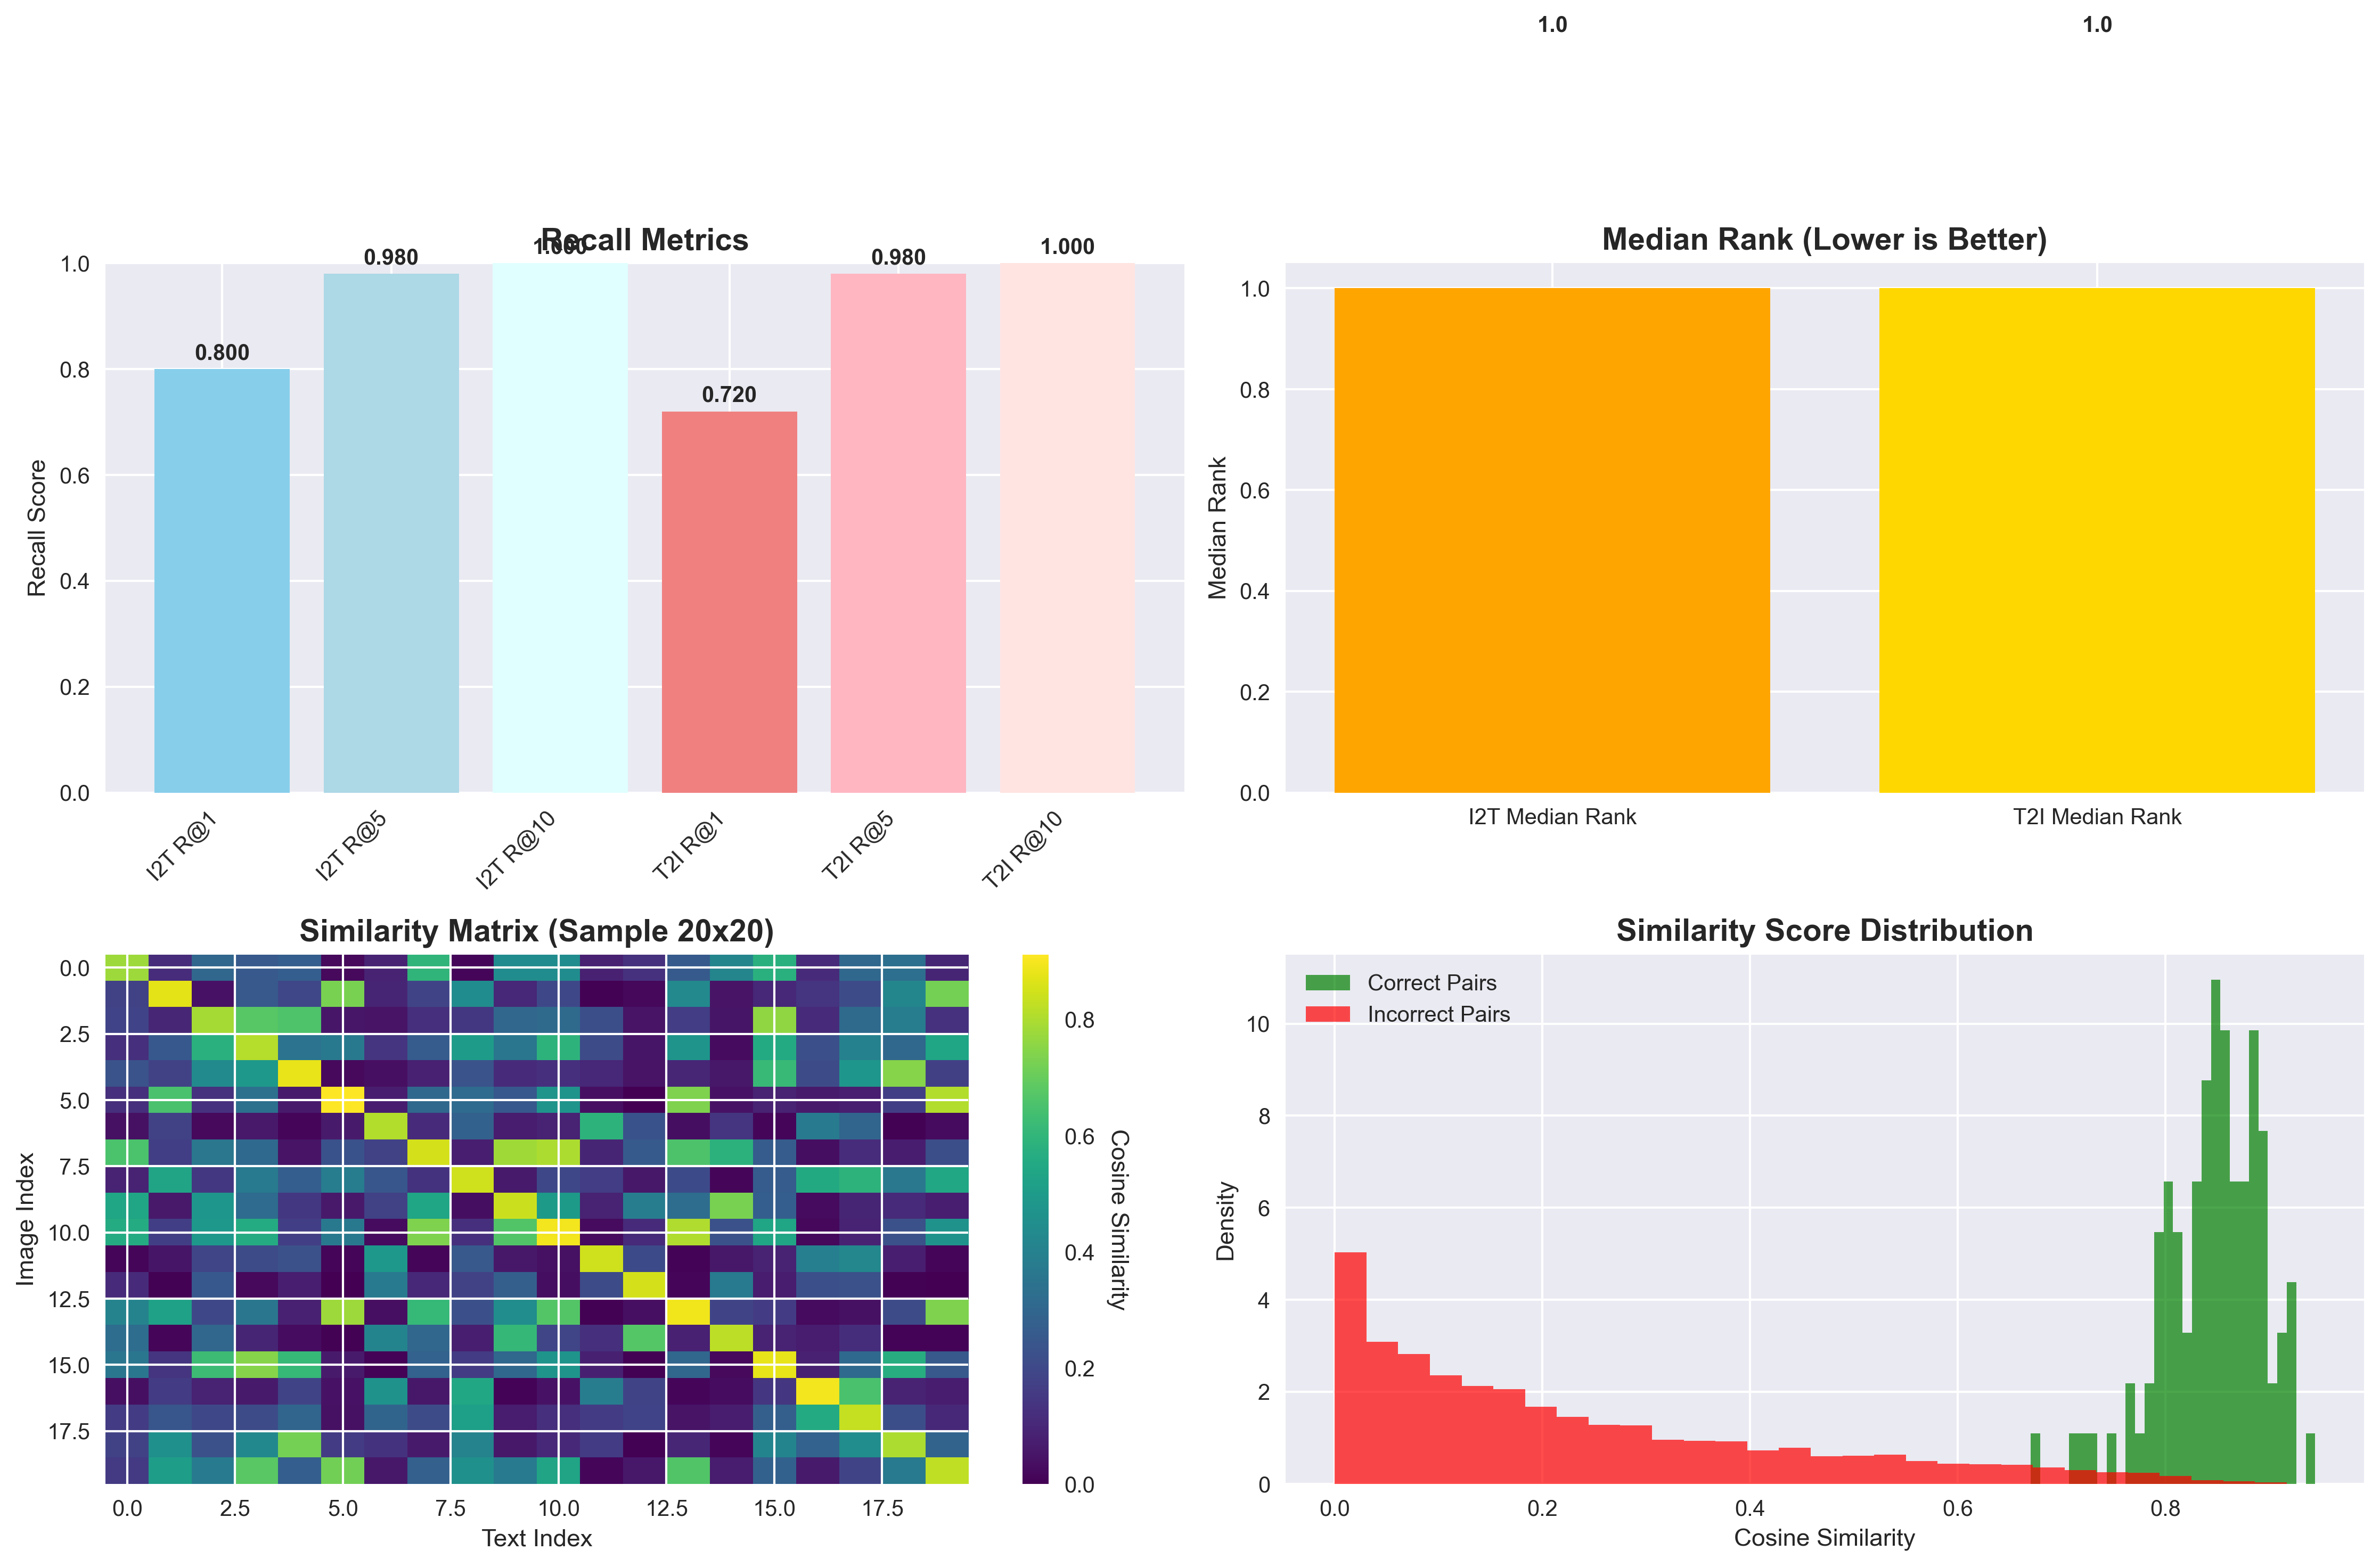 1.0
1.0
Recall Metrics
1.000
0.980
0.980
1.000
0.800
0.720
1.0
0.8
0.6
0.4
0.2
0.0
Recall Score
I2T R@1
I2T R@5
I2T R@10
T2I R@1
T2I R@5
T2I R@10
Median Rank (Lower is Better)
1.0
0.8
0.6
0.4
0.2
0.0
Median Rank
I2T Median Rank
T2I Median Rank
Similarity Matrix (Sample 20x20)
0.0
2.5
5.0
7.5
10.0
12.5
15.0
17.5
Image Index
0.0
2.5
5.0
7.5
10.0
12.5
15.0
17.5
Text Index
0.8
0.6
0.4
0.2
0.0
Cosine Similarity
Similarity Score Distribution
Correct Pairs
Incorrect Pairs
10
8
6
4
2
0
Density
0.0
0.2
0.4
0.6
0.8
Cosine Similarity